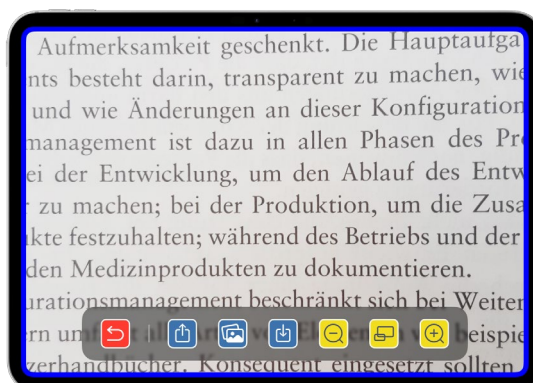 Aufmerksamkeit geschenkt. Die Hauptaufga
nts besteht darin, transparent zu machen, wie
und wie Änderungen an dieser Konfiguration
management ist dazu in allen Phasen des Pr
ei der Entwicklung, um den Ablauf des Entw
zu machen; bei der Produktion, um die Zusa
kte festzuhalten; während des Betriebs und der
den Medizinprodukten zu dokumentieren.
urationsmanagement beschränkt sich bei Weiter
rn beispie
zerhandbücher. Konsequent eingesetzt sollten